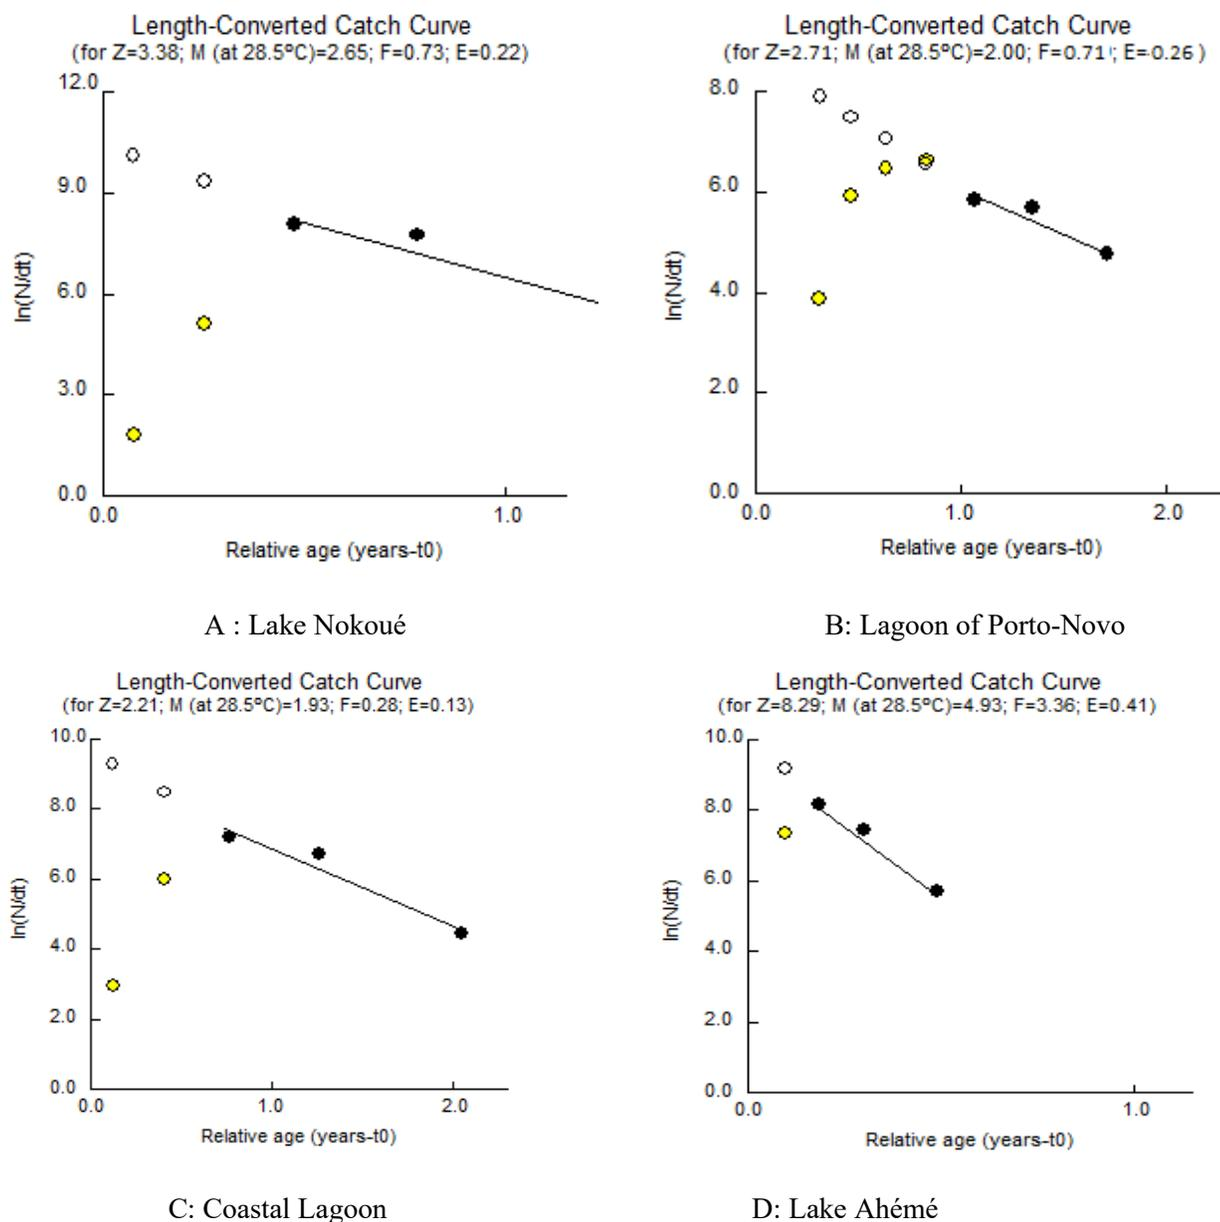 Length-Converted Catch Curve
(for Z=3.38; M (at 28.5ºC)=2.65; F=0.73; E=0.22)
12.0
9.0
6.0
3.0
0.0
ln(N/dt)
0.0
1.0
Relative age (years-t0)
A : Lake Nokoué
Length-Converted Catch Curve
(for Z=2.71; M (at 28.5ºC)=2.00; F=0.71; E=0.26 )
8.0
6.0
4.0
2.0
0.0
ln(N/dt)
0.0
1.0
2.0
Relative age (years-t0)
B: Lagoon of Porto-Novo
Length-Converted Catch Curve
(for Z=2.21; M (at 28.5ºC)=1.93; F=0.28; E=0.13)
10.0
8.0
6.0
4.0
2.0
0.0
ln(N/dt)
0.0
1.0
2.0
Relative age (years-t0)
C: Coastal Lagoon
Length-Converted Catch Curve
(for Z=8.29; M (at 28.5ºC)=4.93; F=3.36; E=0.41)
10.0
8.0
6.0
4.0
2.0
0.0
ln(N/dt)
0.0
1.0
Relative age (years-t0)
D: Lake Ahémé